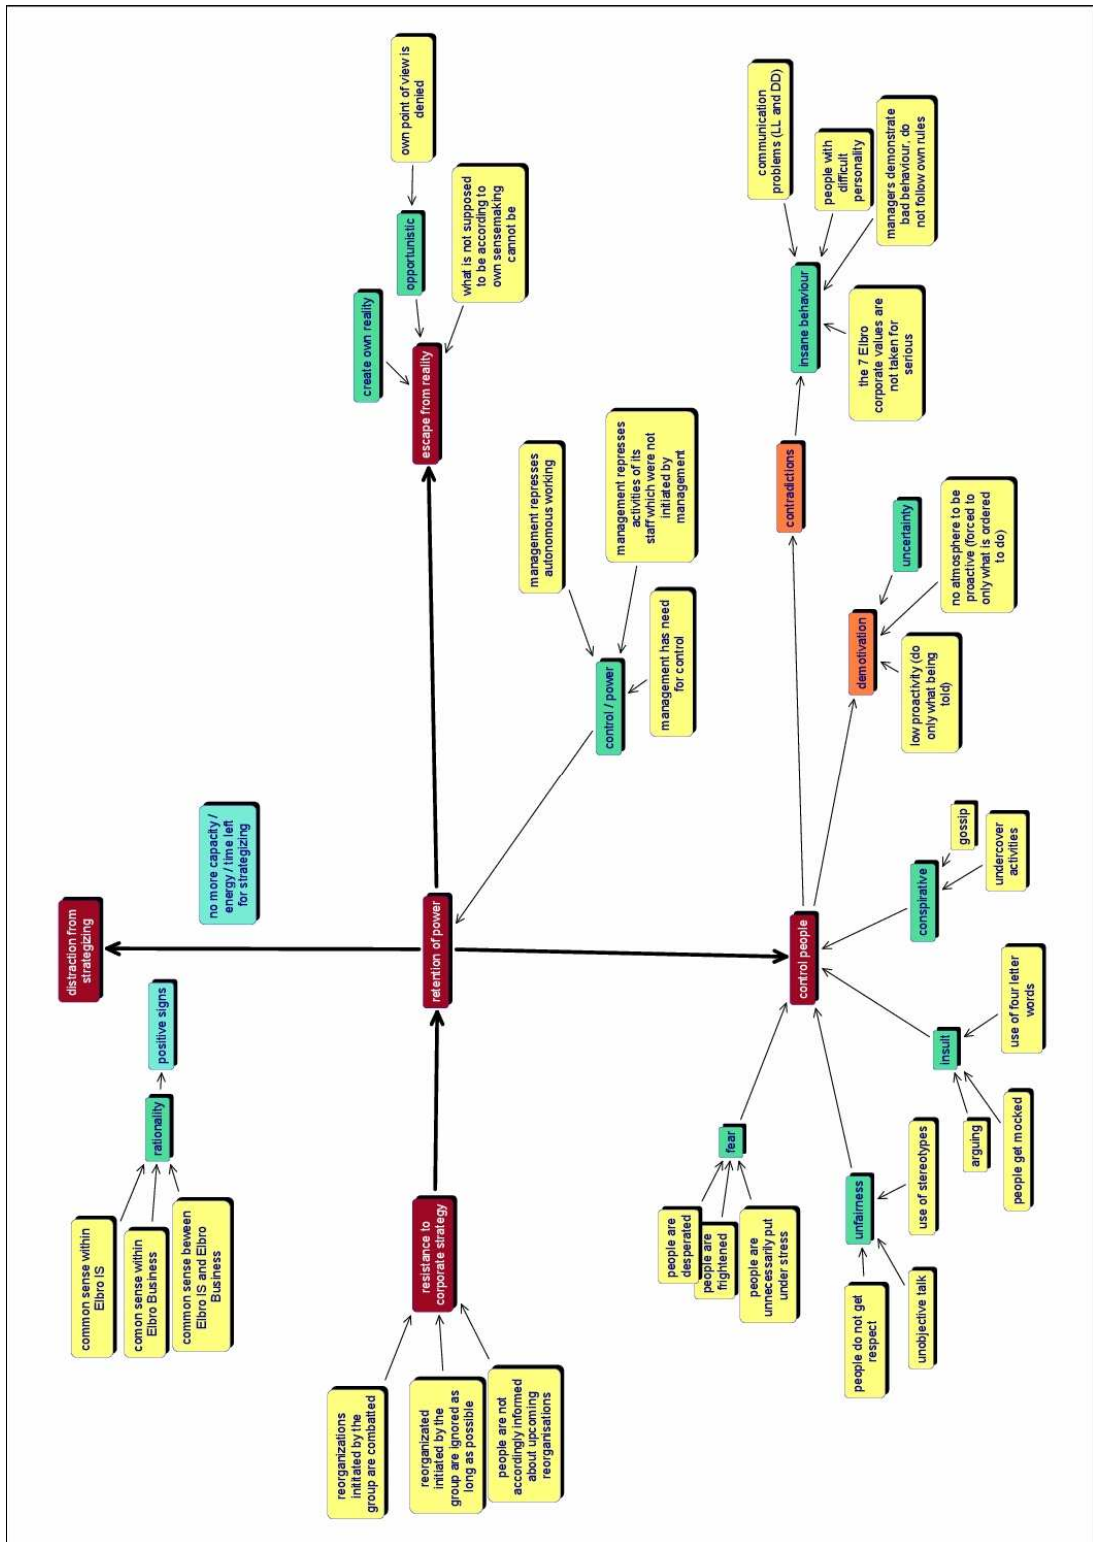 common sense within
Elbro IS
comon sense within
Elbro Business
common sense beween
Elbro IS and Elbro
Business
rationality
positive signs
distraction from
strategizing
no more capacity /
energy / time left
for strategizing
reorganizations
inititated by the
group are combatted
reorganizated
initiated by the
group are ignored as
long as possible
people are not
accordingly informed
about upcoming
reorganisations
resistance to
corporate strategy
retention of power
create own reality
opportunistic
own point of view is
denied
escape from reality
what is not supposed
to be according to
own sensemaking
cannot be
management represses
autonomous working
management represses
activities of its
staff which were not
initiated by
management
control / power
management has need
for control
people are
desperated
people are
frightened
people are
unnecessarily put
under stress
fear
control people
contradictions
insane behaviour
communication
problems (LL and DD)
people with
difficult
personality
managers demonstrate
bad behaviour, do
not follow own rules
the 7 Elbro
corporate values are
not taken for
serious
people do not get
respect
unobjective talk
unfairness
use of stereotypes
insult
arguing
people get mocked
use of four letter
words
conspirative
gossip
undercover
activities
demotivation
uncertainty
low proactivity (do
only what being
told)
no atmosphere to be
proactive (forced to
only what is ordered
to do)